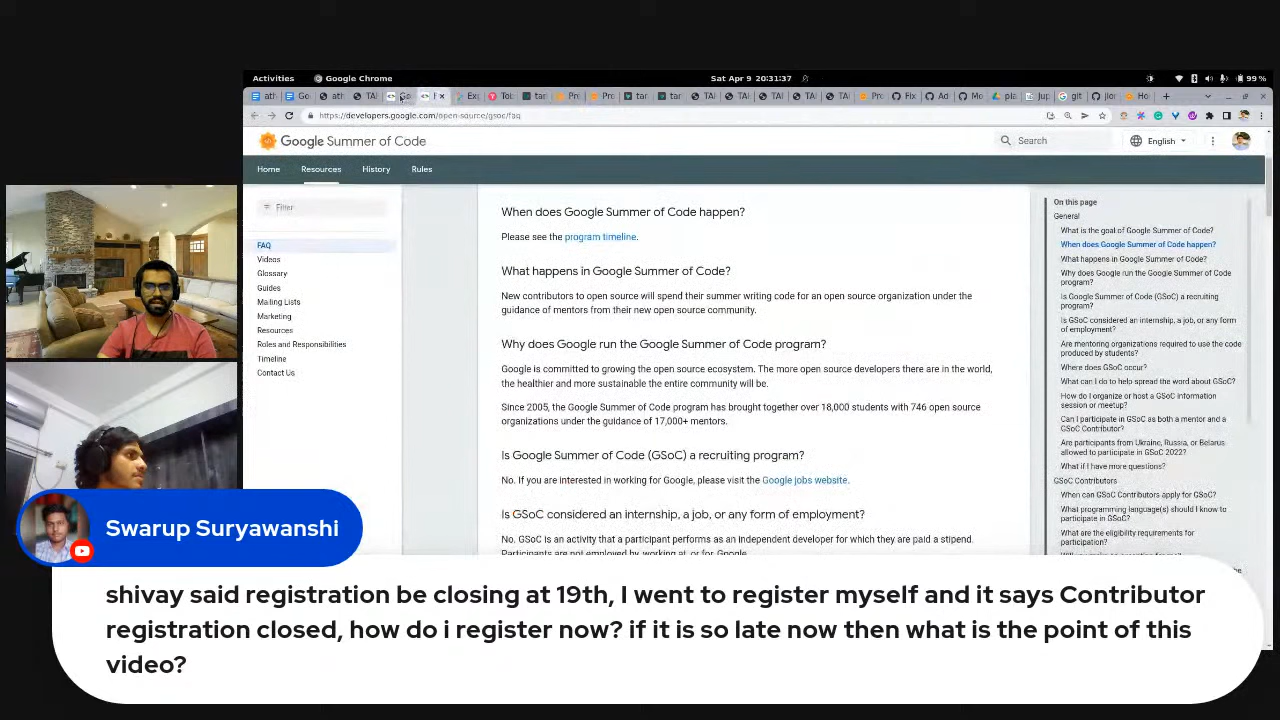 Activities Google Chrome Sat Apr 9 20:31:37 99 %
https://developers.google.com/open-source/gsoc/faq
Google Summer of Code Search English
Home Resources History Rules
Filter
FAQ
Videos
Glossary
Guides
Mailing Lists
Marketing
Resources
Roles and Responsibilities
Timeline
Contact Us
When does Google Summer of Code happen?
Please see the program timeline.
What happens in Google Summer of Code?
New contributors to open source will spend their summer writing code for an open source organization under the
guidance of mentors from their new open source community.
Why does Google run the Google Summer of Code program?
Google is committed to growing the open source ecosystem. The more open source developers there are in the world,
the healthier and more sustainable the entire community will be.
Since 2005, the Google Summer of Code program has brought together over 18,000 students with 746 open source
organizations under the guidance of 17,000+ mentors.
Is Google Summer of Code (GSoC) a recruiting program?
No. If you are interested in working for Google, please visit the Google jobs website.
Is GSoC considered an internship, a job, or any form of employment?
No. GSoC is an activity that a participant performs as an independent developer for which they are paid a stipend.
Participants are not employed by, working at, or for Google
On this page
General
What is the goal of Google Summer of Code?
When does Google Summer of Code happen?
What happens in Google Summer of Code?
Why does Google run the Google Summer of Code
program?
Is Google Summer of Code (GSoC) a recruiting
program?
Is GSoC considered an internship, a job, or any form
of employment?
Are mentoring organizations required to use the code
produced by students?
Where does GSoC occur?
What can I do to help spread the word about GSoC?
How do I organize or host a GSoC information
session or meetup?
Can I participate in GSoC as both a mentor and a
GSoC Contributor?
Are participants from Ukraine, Russia, or Belarus
allowed to participate in GSoC 2022?
What if I have more questions?
GSoC Contributors
When can GSoC Contributors apply for GSoC?
What programming language(s) should I know to
participate in GSoC?
What are the eligibility requirements for
participation?
Swarup Suryawanshi
shivay said registration be closing at 19th, I went to register myself and it says Contributor
registration closed, how do i register now? if it is so late now then what is the point of this
video?